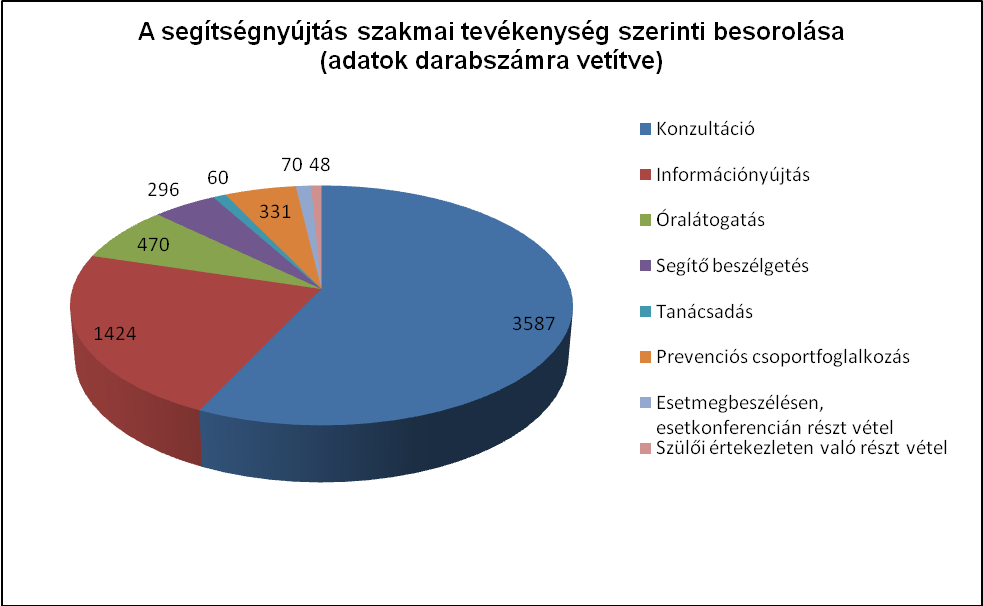 A segítségnyújtás szakmai tevékenység szerinti besorolása
(adatok darabszámra vetítve)
Konzultáció
Információnyújtás
Óralátogatás
Segítő beszélgetés
Tanácsadás
Prevenciós csoportfoglalkozás
Esetmegbeszélésen,
esetkonferencián részt vétel
Szülői értekezleten való részt vétel
3587
1424
470
296
60
331
70
48